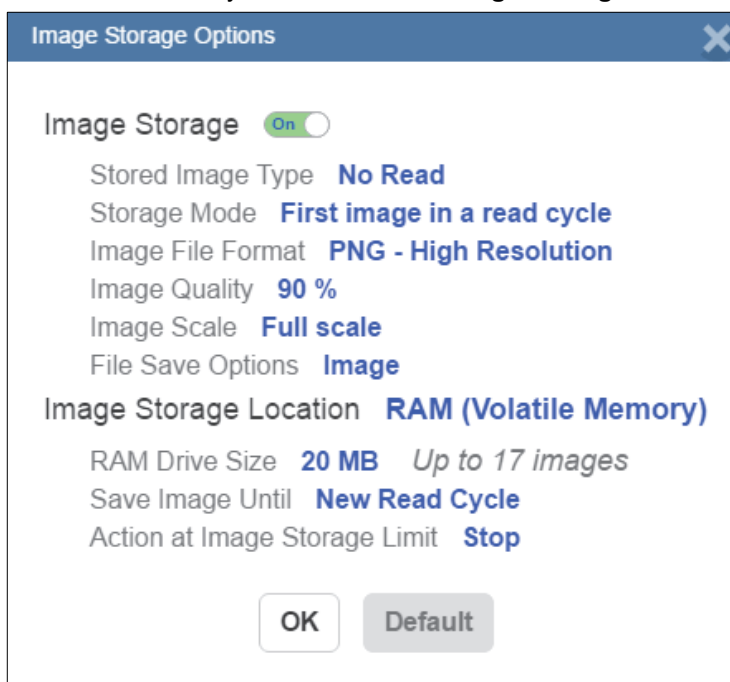 Image Storage Options
Image Storage On
Stored Image Type No Read
Storage Mode First image in a read cycle
Image File Format PNG - High Resolution
Image Quality 90 %
Image Scale Full scale
File Save Options Image
Image Storage Location RAM (Volatile Memory)
RAM Drive Size 20 MB Up to 17 images
Save Image Until New Read Cycle
Action at Image Storage Limit Stop
OK Default